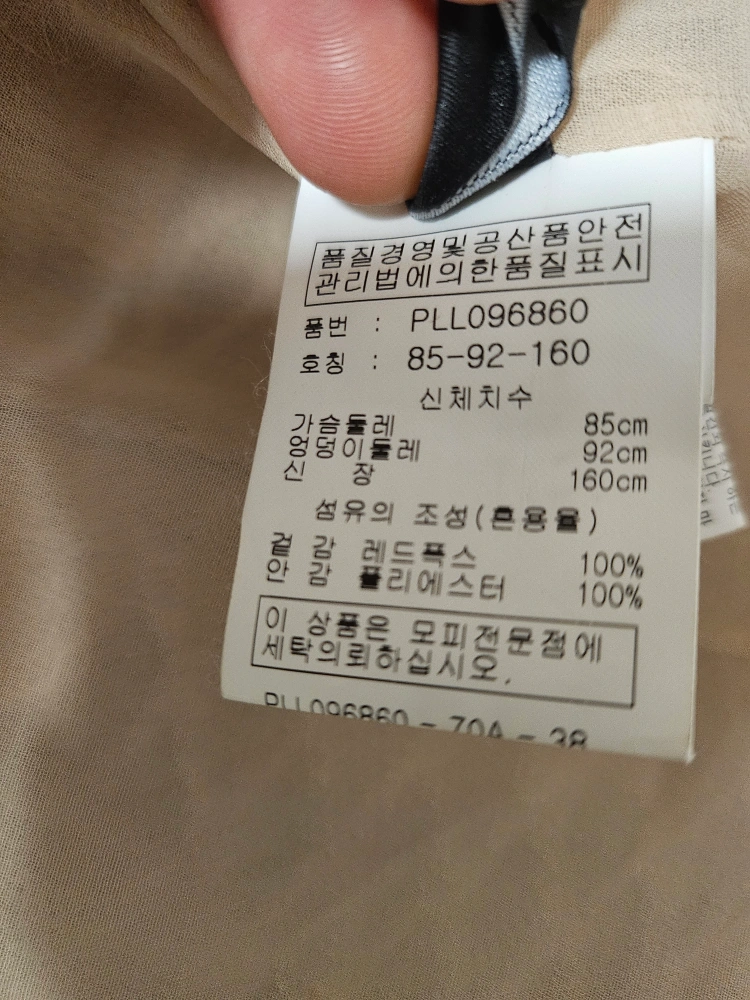 품질경영및공산품안전
관리법에의한품질표시
품번 : PLL096860
호칭 : 85-92-160
신체치수
가슴둘레 85cm
엉덩이둘레 92cm
신 장 160cm
섬유의 조성(혼용율)
겉 감 레드폭스 100%
안 감 폴리에스터 100%
이 상품은 모피전문점에
세탁의뢰하십시오.
PLL096860-70A-38